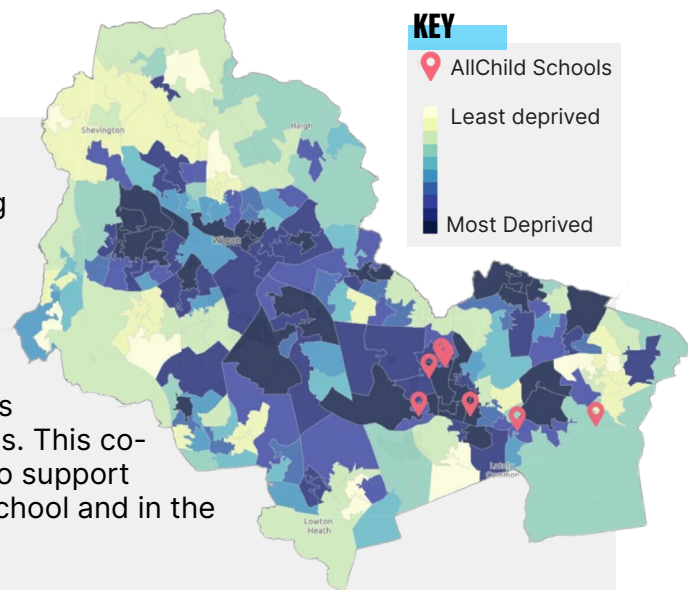 KEY
AllChild Schools
Least deprived
Most Deprived
Shevington
Haigh
g
Wigan
s
s. This co-
o support
chool and in the
Common
Lowton
Heath